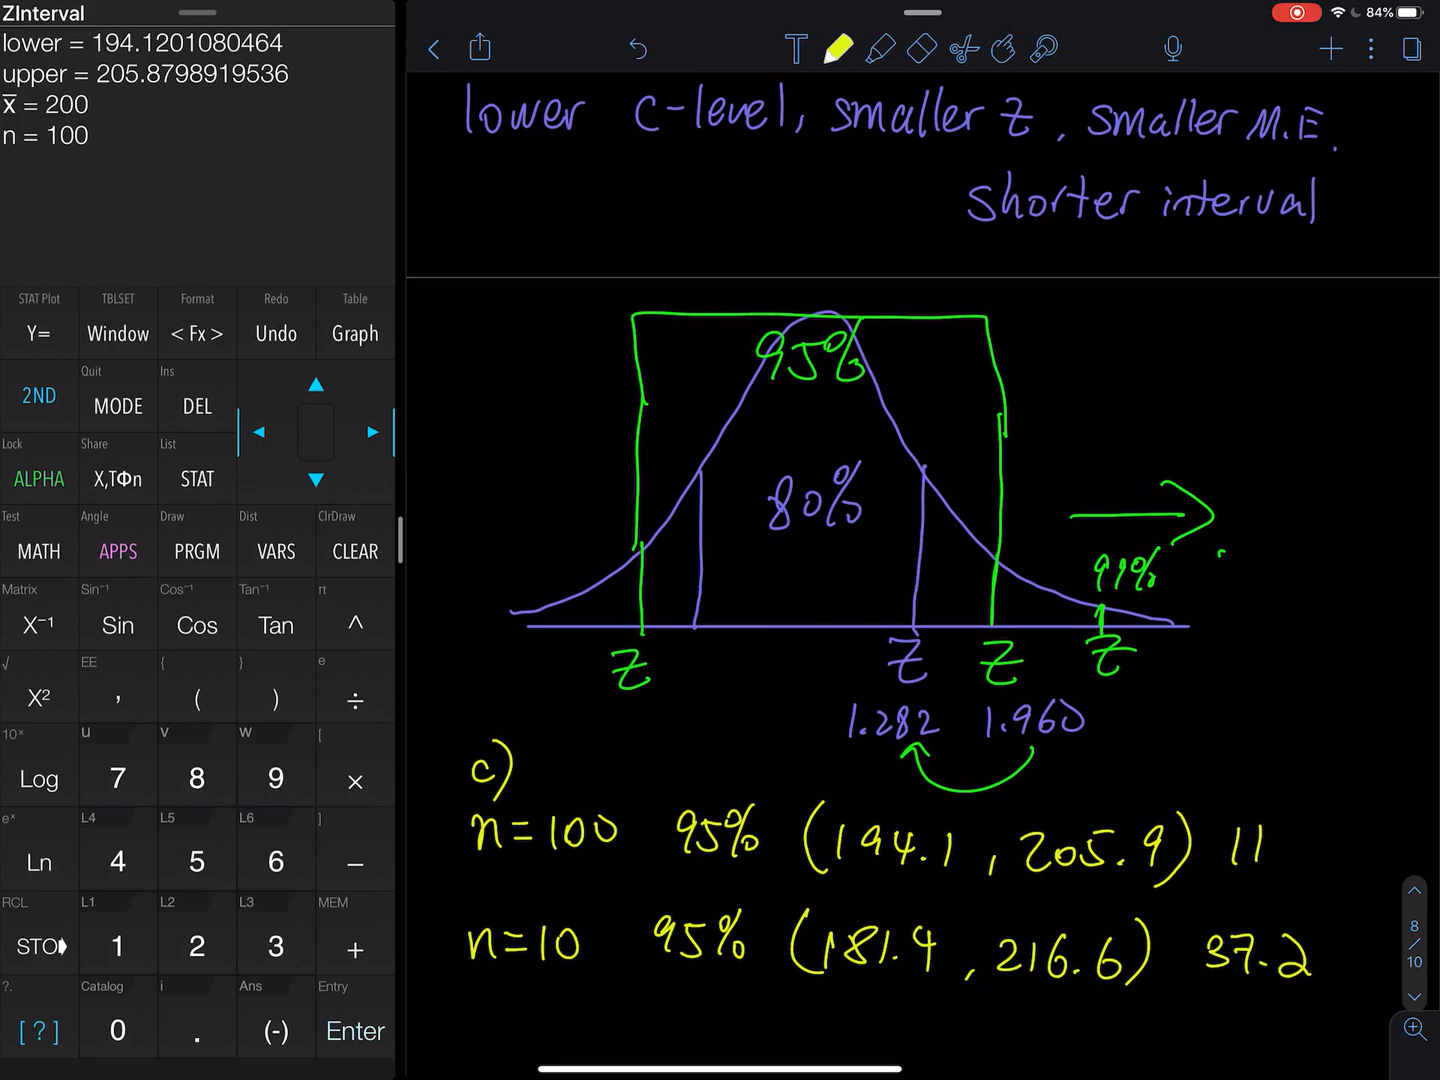 ZInterval
lower = 194.1201080464
upper = 205.8798919536
x̅ = 200
n = 100
STAT Plot TBLSET Format Redo Table
Y= Window < Fx > Undo Graph
Quit Ins
2ND MODE DEL
Lock Share List
ALPHA X,TΦn STAT
Test Angle Draw Dist ClrDraw
MATH APPS PRGM VARS CLEAR
Matrix Sin⁻¹ Cos⁻¹ Tan⁻¹ π
X⁻¹ Sin Cos Tan ^
√ EE { } e
X² , ( ) ÷
10ˣ u v w [
Log 7 8 9 ×
eˣ L4 L5 L6 ]
Ln 4 5 6 −
RCL L1 L2 L3 MEM
STO 1 2 3 +
?. Catalog i Ans Entry
[ ? ] 0 . (-) Enter
84%
T
lower c-level, smaller Z, smaller M.E.
shorter interval
95%
80%
99%
Z Z Z Z
1.282 1.960
c)
n=100 95% (194.1, 205.9) 11
n=10 95% (181.4, 216.6) 37.2
8
/
10